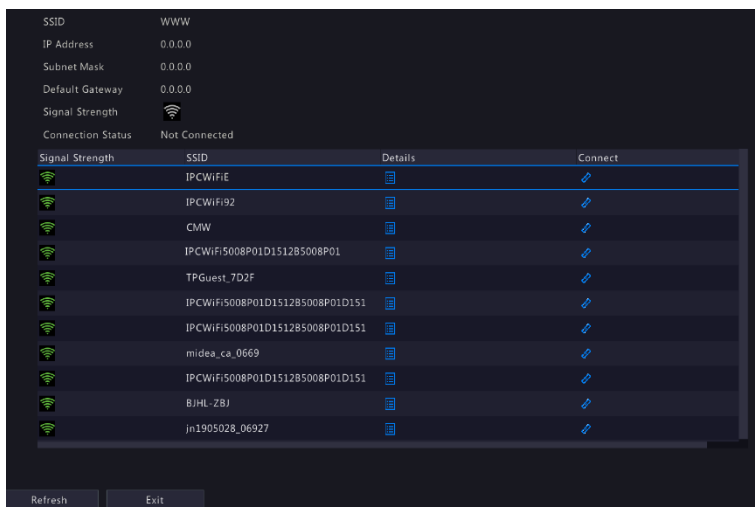 SSID WWW
IP Address 0.0.0.0
Subnet Mask 0.0.0.0
Default Gateway 0.0.0.0
Signal Strength
Connection Status Not Connected
Signal Strength SSID Details Connect
IPCWiFiE
IPCWiFi92
CMW
IPCWiFi5008P01D1512B5008P01
TPGuest_7D2F
IPCWiFi5008P01D1512B5008P01D151
IPCWiFi5008P01D1512B5008P01D151
midea_ca_0669
IPCWiFi5008P01D1512B5008P01D151
BJHL-ZBJ
jn1905028_06927
Refresh Exit